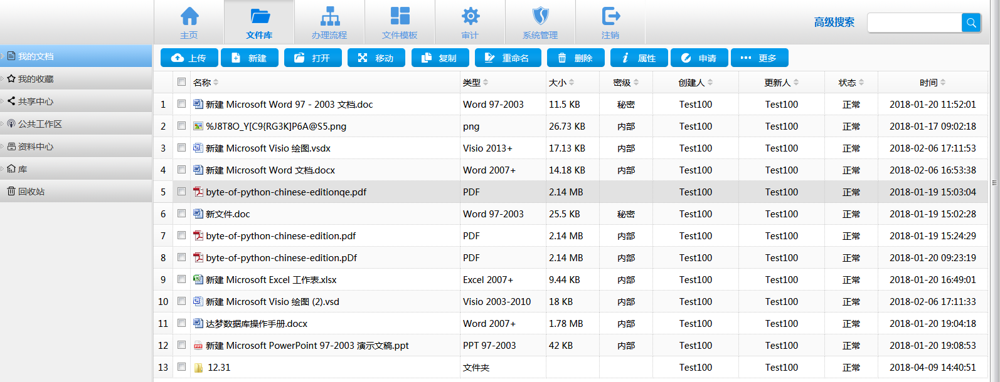 主页 文件库 办理流程 文件模板 审计 系统管理 注销 高级搜索
我的文档
我的收藏
共享中心
公共工作区
资料中心
库
回收站
上传 新建 打开 移动 复制 重命名 删除 属性 申请 更多
名称 类型 大小 密级 创建人 更新人 状态 时间
1 新建 Microsoft Word 97 - 2003 文档.doc Word 97-2003 11.5 KB 秘密 Test100 Test100 正常 2018-01-20 11:52:01
2 %J8T8O_Y[C9{RG3K]P6A@S5.png png 26.73 KB 内部 Test100 Test100 正常 2018-01-17 09:02:18
3 新建 Microsoft Visio 绘图.vsdx Visio 2013+ 17.13 KB 内部 Test100 Test100 正常 2018-02-06 17:11:53
4 新建 Microsoft Word 文档.docx Word 2007+ 14.18 KB 内部 Test100 Test100 正常 2018-02-06 16:53:38
5 byte-of-python-chinese-editionqe.pdf PDF 2.14 MB Test100 Test100 正常 2018-01-19 15:03:04
6 新文件.doc Word 97-2003 25.5 KB 秘密 Test100 Test100 正常 2018-01-19 15:02:28
7 byte-of-python-chinese-edition.pdf PDF 2.14 MB 内部 Test100 Test100 正常 2018-01-19 15:24:29
8 byte-of-python-chinese-edition.pDf PDF 2.14 MB 内部 Test100 Test100 正常 2018-01-20 09:23:19
9 新建 Microsoft Excel 工作表.xlsx Excel 2007+ 9.44 KB 内部 Test100 Test100 正常 2018-01-20 16:49:01
10 新建 Microsoft Visio 绘图 (2).vsd Visio 2003-2010 18 KB 内部 Test100 Test100 正常 2018-02-06 17:11:33
11 达梦数据库操作手册.docx Word 2007+ 1.78 MB 内部 Test100 Test100 正常 2018-01-20 19:04:18
12 新建 Microsoft PowerPoint 97-2003 演示文稿.ppt PPT 97-2003 42 KB 内部 Test100 Test100 正常 2018-01-20 19:08:53
13 12.31 文件夹 Test100 Test100 正常 2018-04-09 14:40:51